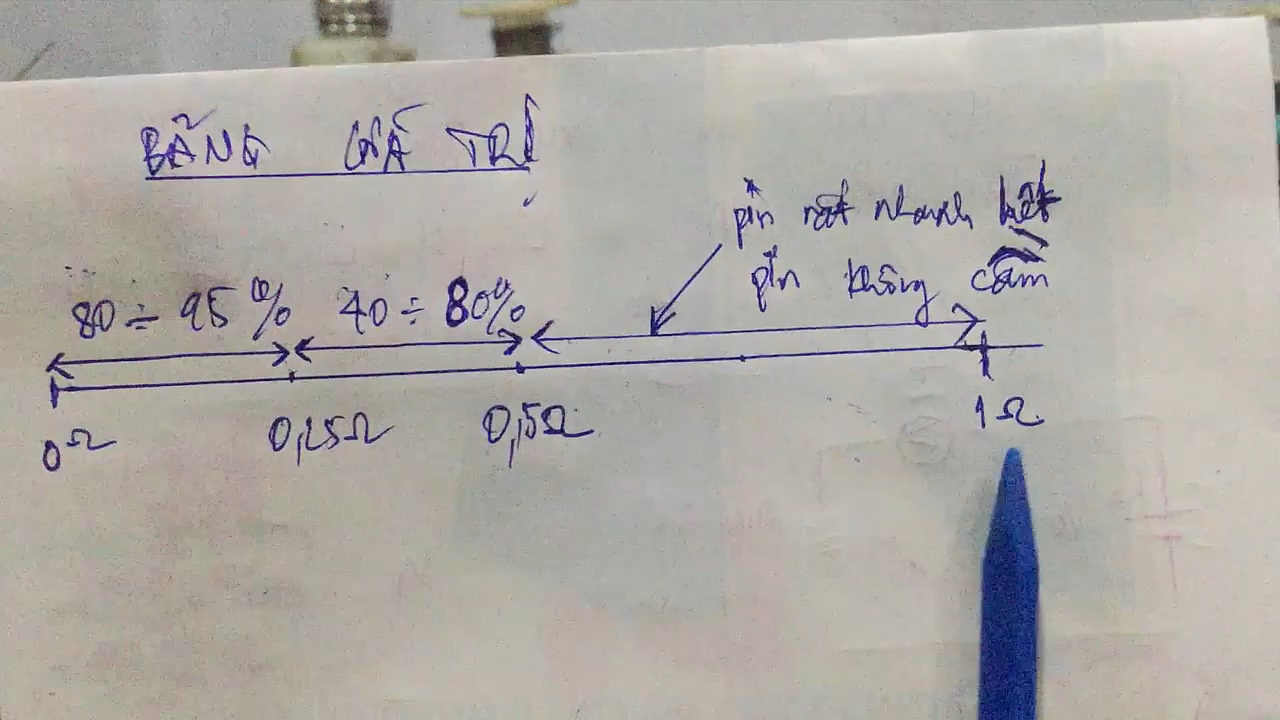 BẢNG GIÁ TRỊ
pin rất nhanh hết
pin không cầm
80 ÷ 95% 40 ÷ 80%
0Ω 0,25Ω 0,5Ω 1Ω